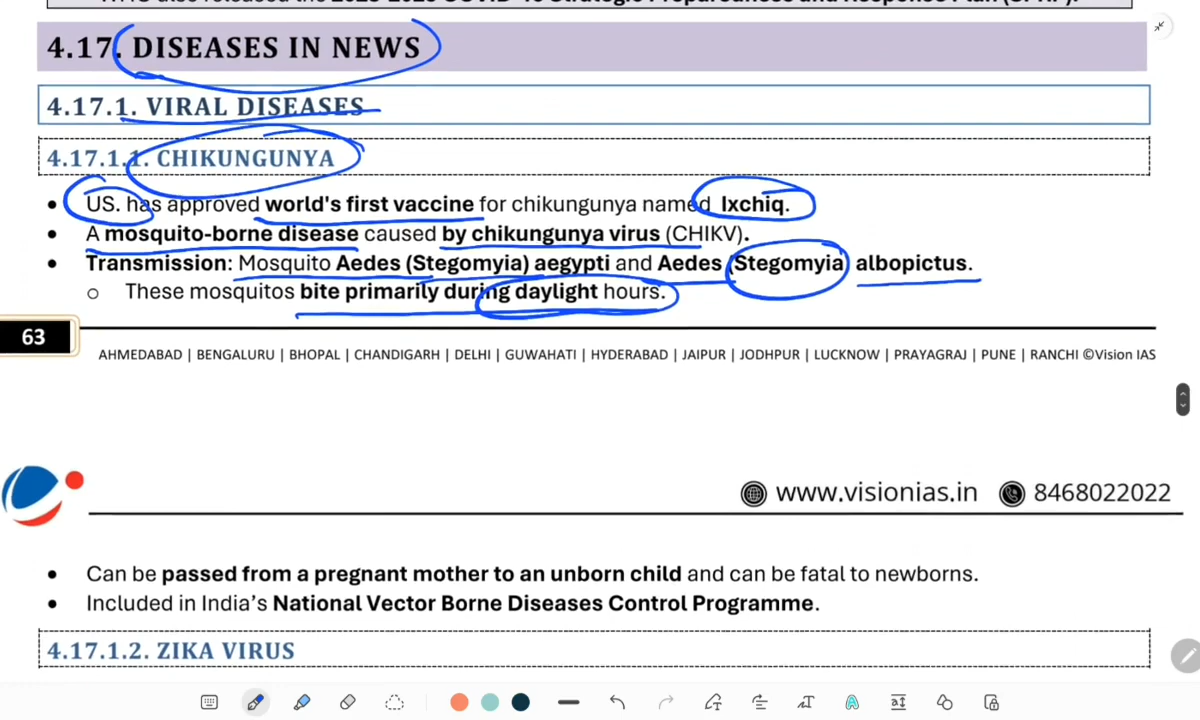 4.17. DISEASES IN NEWS
4.17.1. VIRAL DISEASES
4.17.1.1. CHIKUNGUNYA
• US. has approved world's first vaccine for chikungunya named Ixchiq.
• A mosquito-borne disease caused by chikungunya virus (CHIKV).
• Transmission: Mosquito Aedes (Stegomyia) aegypti and Aedes (Stegomyia) albopictus.
o These mosquitos bite primarily during daylight hours.
63
AHMEDABAD | BENGALURU | BHOPAL | CHANDIGARH | DELHI | GUWAHATI | HYDERABAD | JAIPUR | JODHPUR | LUCKNOW | PRAYAGRAJ | PUNE | RANCHI ©Vision IAS
www.visionias.in 8468022022
• Can be passed from a pregnant mother to an unborn child and can be fatal to newborns.
• Included in India's National Vector Borne Diseases Control Programme.
4.17.1.2. ZIKA VIRUS